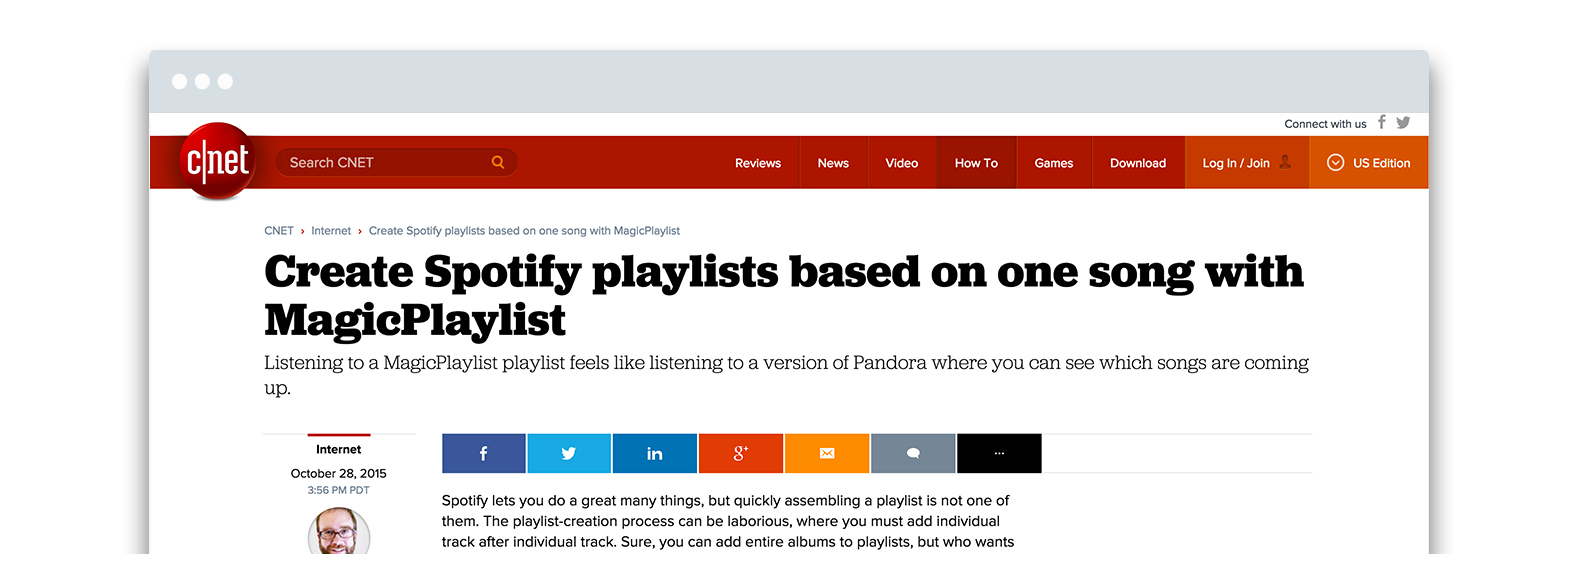 Connect with us
c|net
Search CNET
Reviews
News
Video
How To
Games
Download
Log In / Join
US Edition
CNET › Internet › Create Spotify playlists based on one song with MagicPlaylist
Create Spotify playlists based on one song with
MagicPlaylist
Listening to a MagicPlaylist playlist feels like listening to a version of Pandora where you can see which songs are coming
up.
Internet
October 28, 2015
3:56 PM PDT
f
in
g+
...
Spotify lets you do a great many things, but quickly assembling a playlist is not one of
them. The playlist-creation process can be laborious, where you must add individual
track after individual track. Sure, you can add entire albums to playlists, but who wants